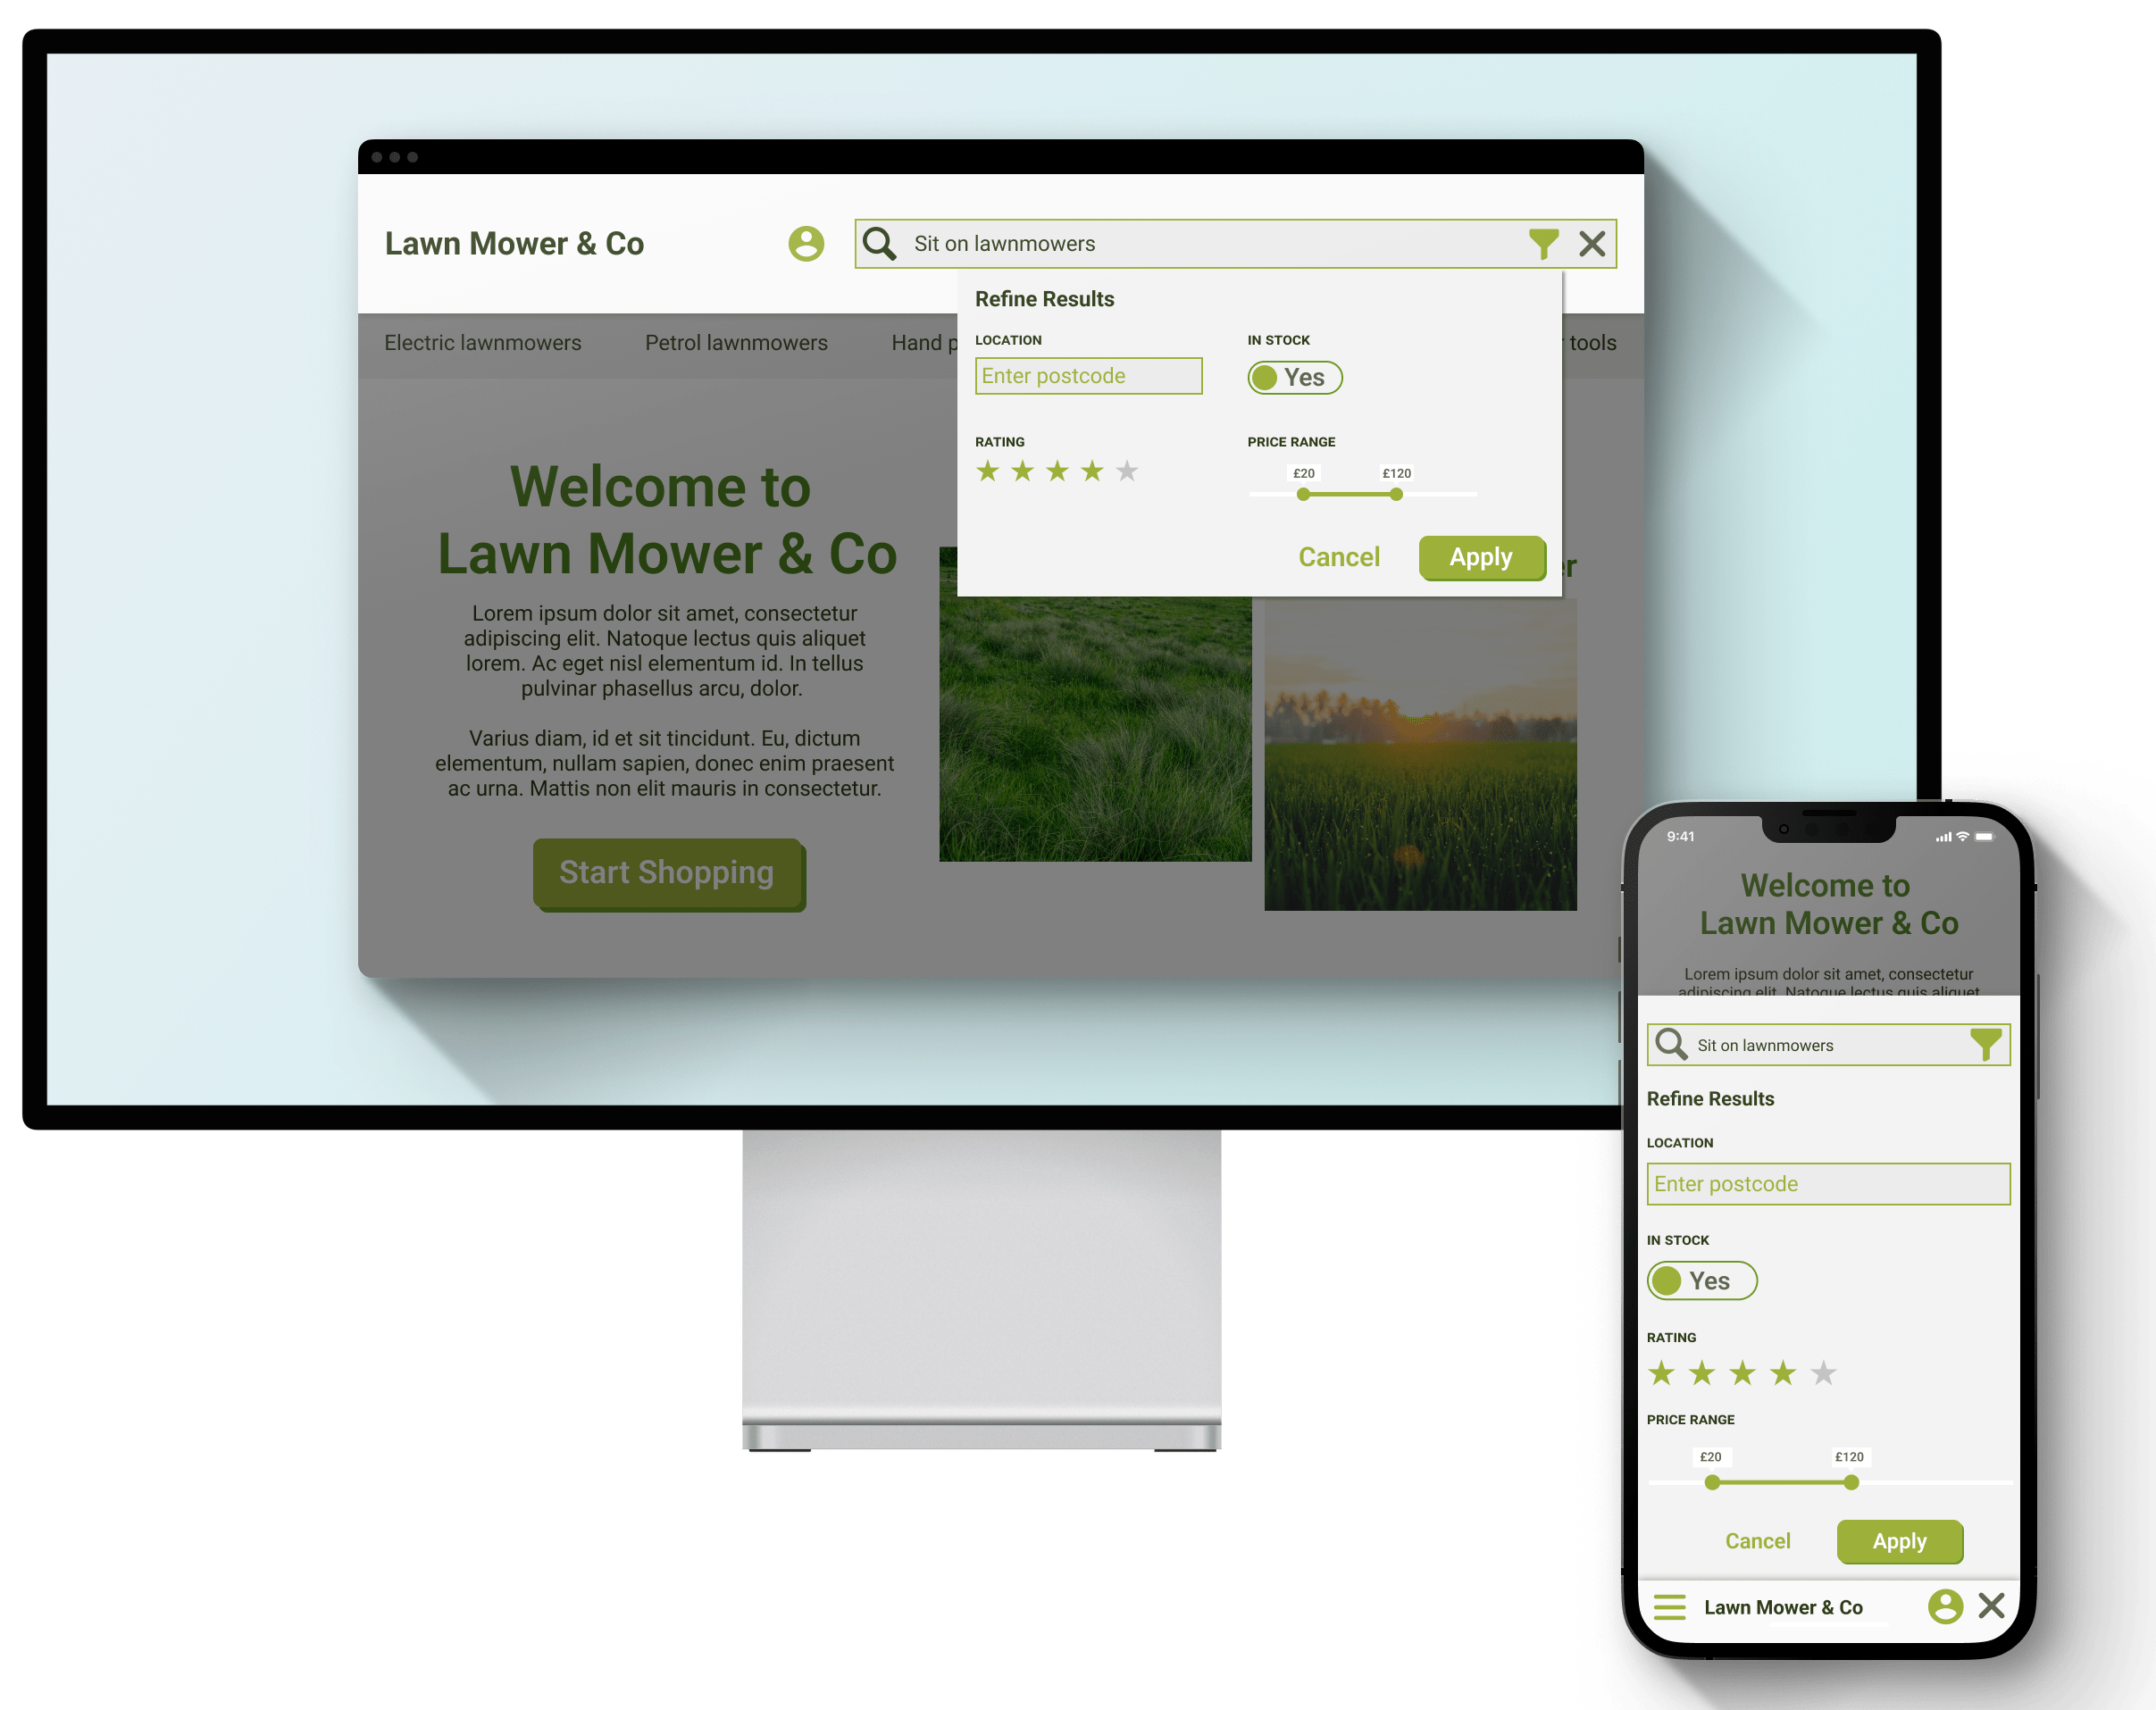 Lawn Mower & Co
Sit on lawnmowers
Electric lawnmowers
Petrol lawnmowers
Hand
tools
Refine Results
LOCATION
IN STOCK
Enter postcode
Yes
RATING
PRICE RANGE
£20
£120
Cancel
Apply
Welcome to
Lawn Mower & Co
Lorem ipsum dolor sit amet, consectetur
adipiscing elit. Natoque lectus quis aliquet
lorem. Ac eget nisl elementum id. In tellus
pulvinar phasellus arcu, dolor.
Varius diam, id et sit tincidunt. Eu, dictum
elementum, nullam sapien, donec enim praesent
ac urna. Mattis non elit mauris in consectetur.
Start Shopping
9:41
Welcome to
Lawn Mower & Co
Lorem ipsum dolor sit amet, consectetur
adipiscing elit. Natoque lectus quis aliquet
Sit on lawnmowers
Refine Results
LOCATION
Enter postcode
IN STOCK
Yes
RATING
PRICE RANGE
£20
£120
Cancel
Apply
Lawn Mower & Co